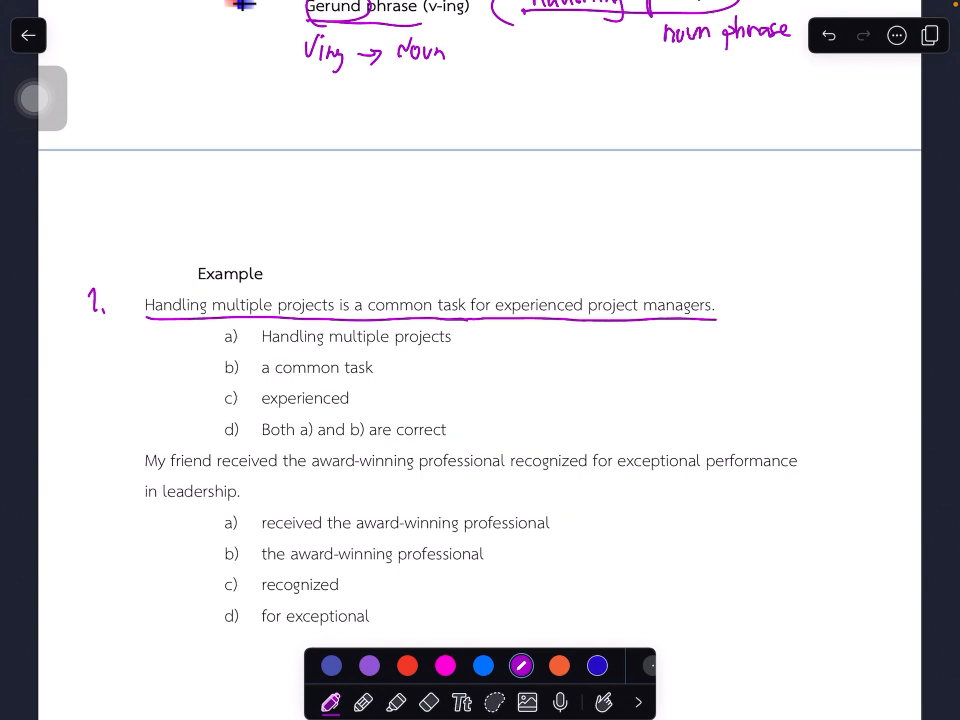 Gerund phrase (v-ing)
Ving → Noun
noun phrase
Example
1.
Handling multiple projects is a common task for experienced project managers.
a) Handling multiple projects
b) a common task
c) experienced
d) Both a) and b) are correct
My friend received the award-winning professional recognized for exceptional performance
in leadership.
a) received the award-winning professional
b) the award-winning professional
c) recognized
d) for exceptional
Tt